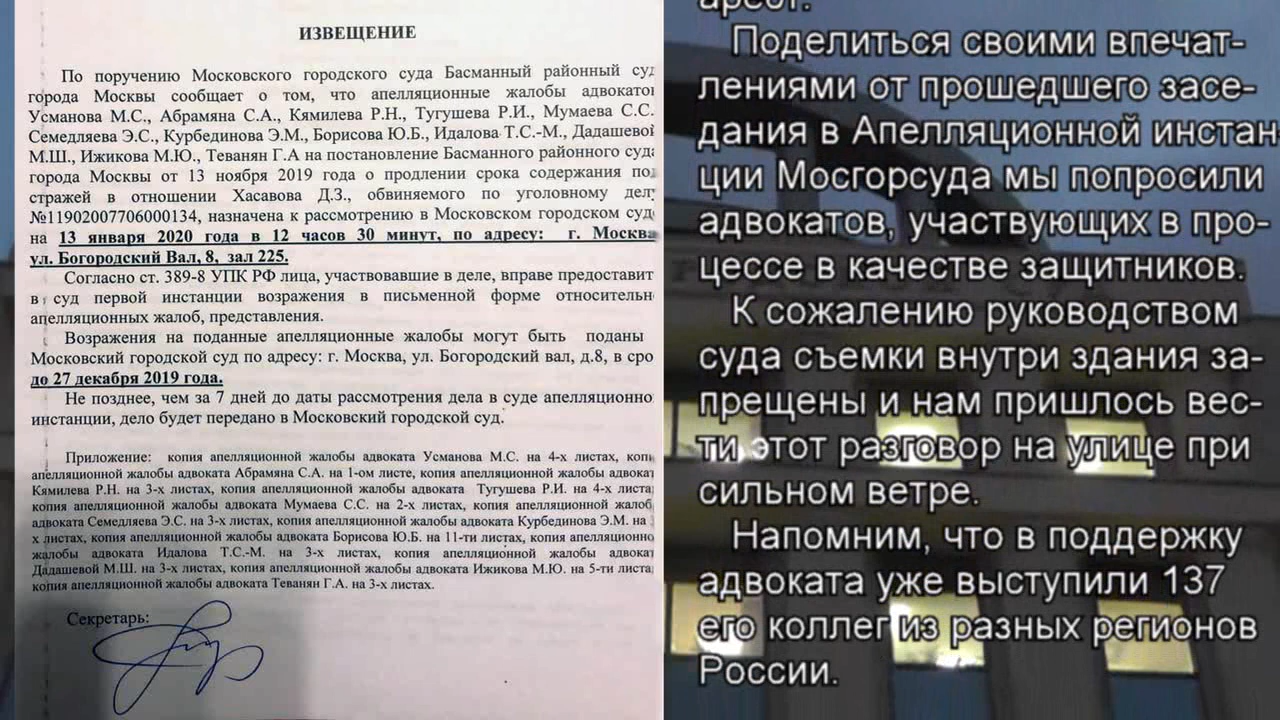 ИЗВЕЩЕНИЕ
По поручению Московского городского суда Басманный районный суд
города Москвы сообщает о том, что апелляционные жалобы адвокатов
Усманова М.С., Абрамяна С.А., Кямилева Р.Н., Тугушева Р.И., Мумаева С.С.
Семедляева Э.С., Курбединова Э.М., Борисова Ю.Б., Идалова Т.С.-М., Дадашевой
М.Ш., Ижикова М.Ю., Теванян Г.А на постановление Басманного районного суда
города Москвы от 13 ноября 2019 года о продлении срока содержания под
стражей в отношении Хасавова Д.З., обвиняемого по уголовному делу
№11902007706000134, назначена к рассмотрению в Московском городском суде
на 13 января 2020 года в 12 часов 30 минут, по адресу: г. Москва,
ул. Богородский Вал, 8, зал 225.
Согласно ст. 389-8 УПК РФ лица, участвовавшие в деле, вправе предоставит
в суд первой инстанции возражения в письменной форме относительн
апелляционных жалоб, представления.
Возражения на поданные апелляционные жалобы могут быть поданы
Московский городской суд по адресу: г. Москва, ул. Богородский вал, д.8, в сро
до 27 декабря 2019 года.
Не позднее, чем за 7 дней до даты рассмотрения дела в суде апелляционно
инстанции, дело будет передано в Московский городской суд.
Приложение: копия апелляционной жалобы адвоката Усманова М.С. на 4-х листах, копи
апелляционной жалобы адвоката Абрамяна С.А. на 1-ом листе, копия апелляционной жалобы адвокат
Кямилева Р.Н. на 3-х листах, копия апелляционной жалобы адвоката Тугушева Р.И. на 4-х листа
копия апелляционной жалобы адвоката Мумаева С.С. на 2-х листах, копия апелляционной жалоб
адвоката Семедляева Э.С. на 3-х листах, копия апелляционной жалобы адвоката Курбединова Э.М. на
х листах, копия апелляционной жалобы адвоката Борисова Ю.Б. на 11-ти листах, копия апелляционно
жалобы адвоката Идалова Т.С.-М. на 3-х листах, копия апелляционной жалобы адвокат
Дадашевой М.Ш. на 3-х листах, копия апелляционной жалобы адвоката Ижикова М.Ю. на 5-ти листа
копия апелляционной жалобы адвоката Теванян Г.А. на 3-х листах.
Секретарь:
арест.
Поделиться своими впечат-
лениями от прошедшего засе-
дания в Апелляционной инстан
ции Мосгорсуда мы попросили
адвокатов, участвующих в про-
цессе в качестве защитников.
К сожалению руководством
суда съемки внутри здания за-
прещены и нам пришлось вес-
ти этот разговор на улице при
сильном ветре.
Напомним, что в поддержку
адвоката уже выступили 137
его коллег из разных регионов
России.